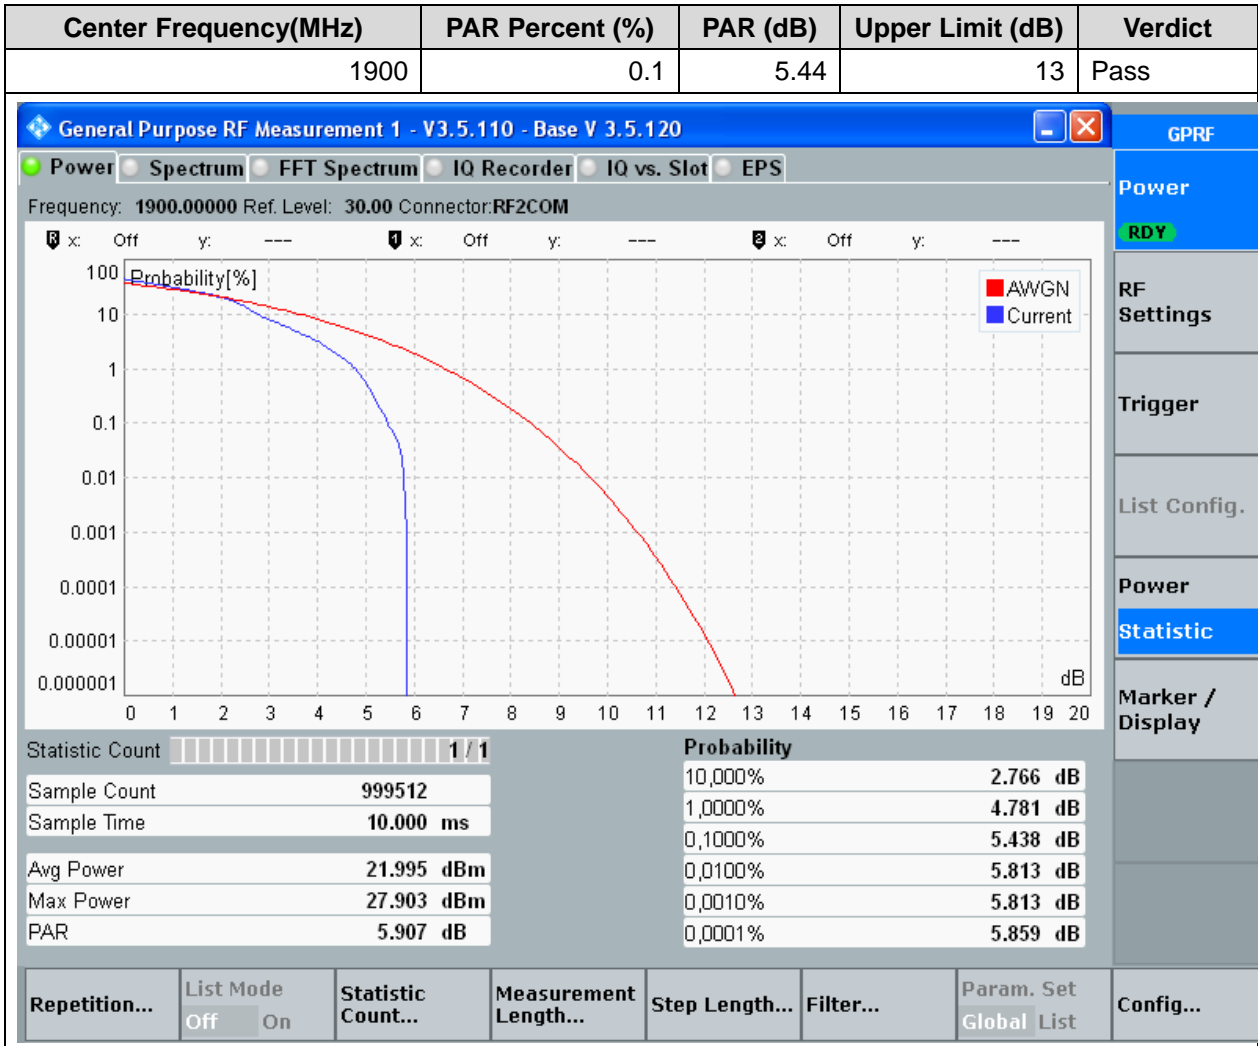 Center Frequency(MHz) PAR Percent (%) PAR (dB) Upper Limit (dB) Verdict
1900 0.1 5.44 13 Pass
General Purpose RF Measurement 1 - V3.5.110 - Base V 3.5.120
GPRF
Power Spectrum FFT Spectrum IQ Recorder IQ vs. Slot EPS
Frequency: 1900.00000 Ref. Level: 30.00 Connector:RF2COM
R x: Off y: --- 1 x: Off y: --- 2 x: Off y: ---
Probability[%]
AWGN
Current
100
10
1
0.1
0.01
0.001
0.0001
0.00001
0.000001
dB
0 1 2 3 4 5 6 7 8 9 10 11 12 13 14 15 16 17 18 19 20
Statistic Count 1 / 1
Sample Count 999512
Sample Time 10.000 ms
Avg Power 21.995 dBm
Max Power 27.903 dBm
PAR 5.907 dB
Probability
10,000% 2.766 dB
1,0000% 4.781 dB
0,1000% 5.438 dB
0,0100% 5.813 dB
0,0010% 5.813 dB
0,0001% 5.859 dB
Power
RDY
RF
Settings
Trigger
List Config.
Power
Statistic
Marker /
Display
Repetition...
List Mode
Off On
Statistic
Count...
Measurement
Length...
Step Length...
Filter...
Param. Set
Global List
Config...